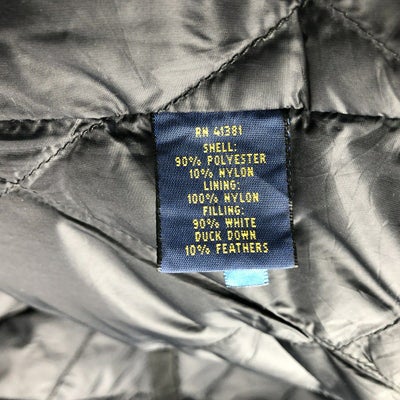 RN 41381
SHELL:
90% POLYESTER
10% NYLON
LINING:
100% NYLON
FILLING:
90% WHITE
DUCK DOWN
10% FEATHERS